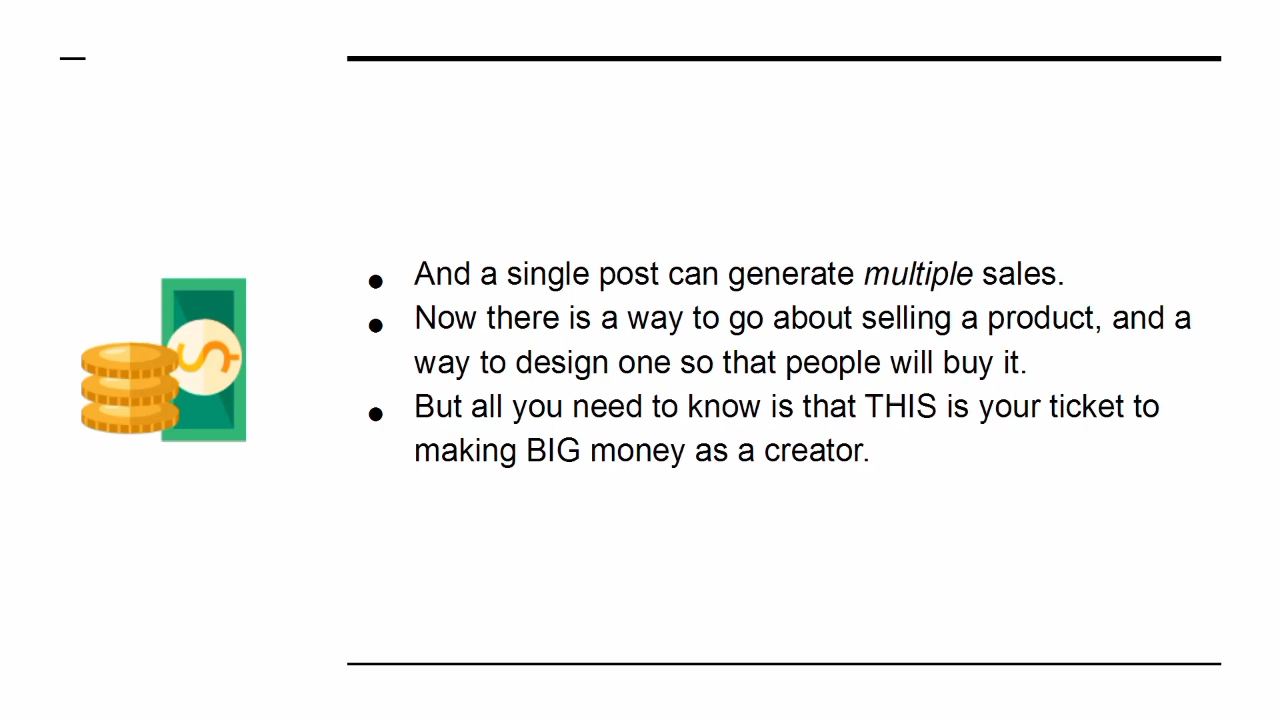 And a single post can generate multiple sales.
Now there is a way to go about selling a product, and a
way to design one so that people will buy it.
But all you need to know is that THIS is your ticket to
making BIG money as a creator.